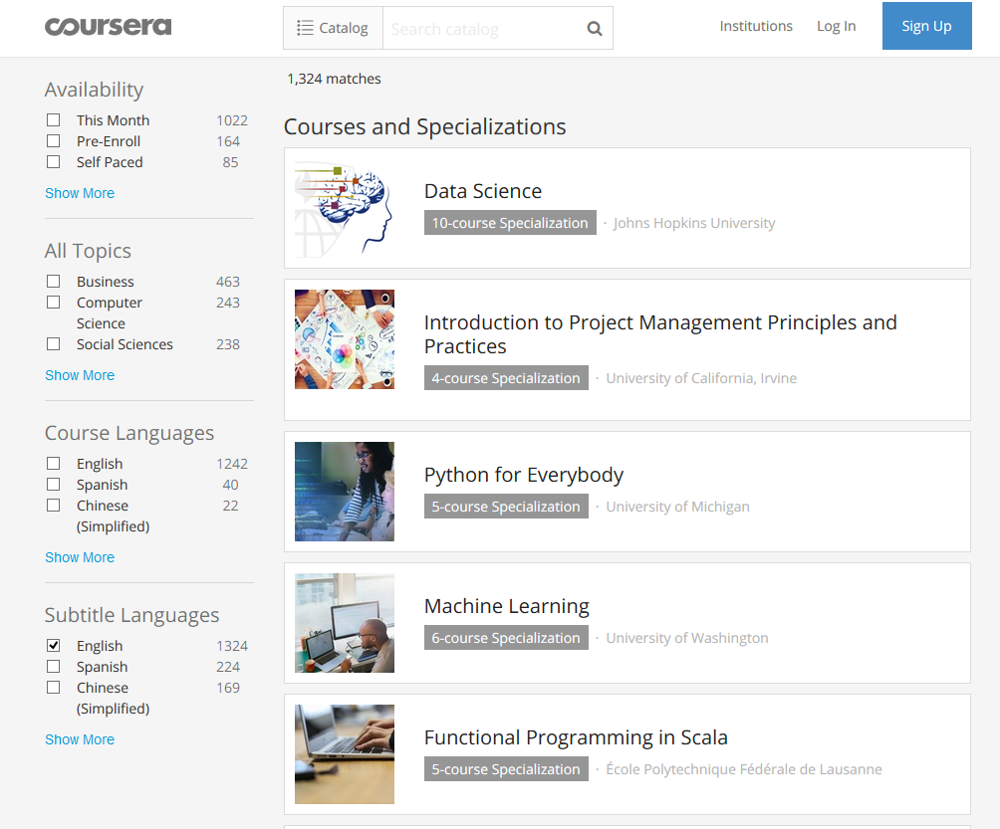 coursera
Catalog
Search catalog
Institutions
Log In
Sign Up
Availability
This Month 1022
Pre-Enroll 164
Self Paced 85
Show More
All Topics
Business 463
Computer 243
Science
Social Sciences 238
Show More
Course Languages
English 1242
Spanish 40
Chinese 22
(Simplified)
Show More
Subtitle Languages
English 1324
Spanish 224
Chinese 169
(Simplified)
Show More
1,324 matches
Courses and Specializations
Data Science
10-course Specialization · Johns Hopkins University
Introduction to Project Management Principles and
Practices
4-course Specialization · University of California, Irvine
Python for Everybody
5-course Specialization · University of Michigan
Machine Learning
6-course Specialization · University of Washington
Functional Programming in Scala
5-course Specialization · École Polytechnique Fédérale de Lausanne